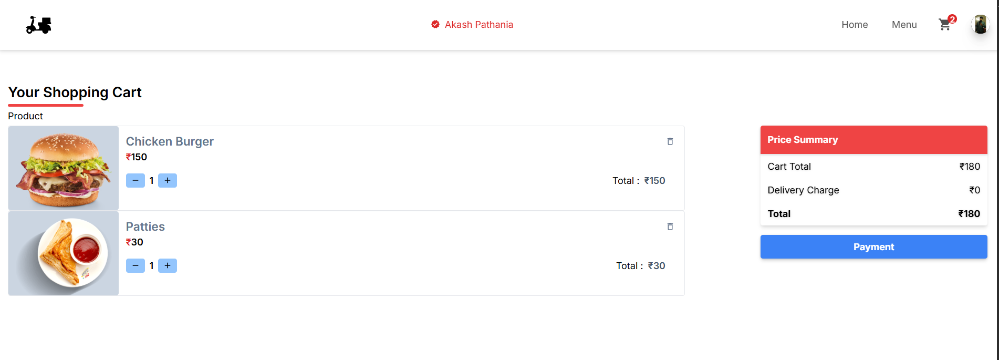 Akash Pathania
Home
Menu
2
Your Shopping Cart
Product
Chicken Burger
₹150
− 1 +
Total : ₹150
Patties
₹30
− 1 +
Total : ₹30
Price Summary
Cart Total ₹180
Delivery Charge ₹0
Total ₹180
Payment